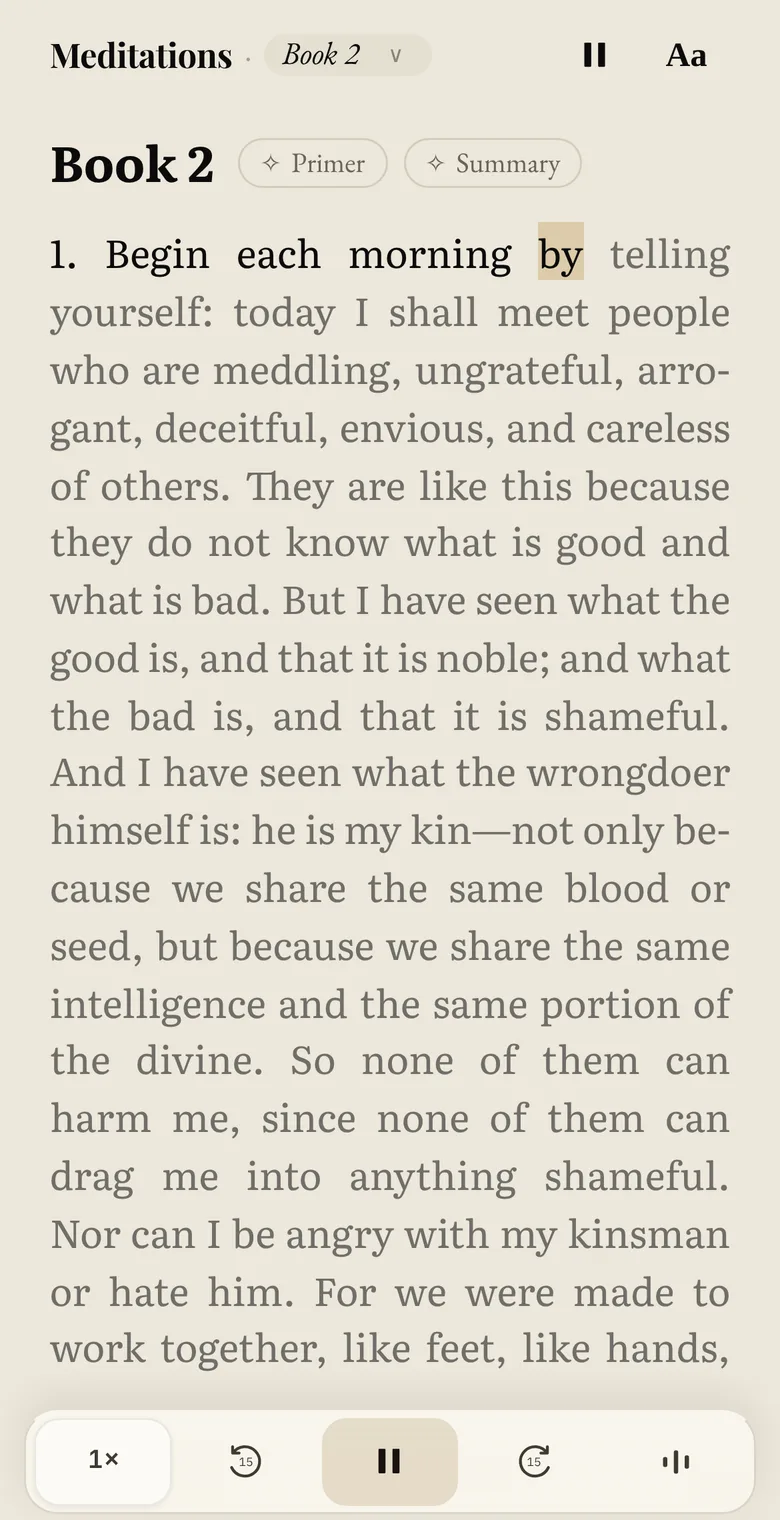 Meditations · Book 2 ∨ Aa
Book 2 ✧ Primer ✧ Summary
1. Begin each morning by telling
yourself: today I shall meet people
who are meddling, ungrateful, arro-
gant, deceitful, envious, and careless
of others. They are like this because
they do not know what is good and
what is bad. But I have seen what the
good is, and that it is noble; and what
the bad is, and that it is shameful.
And I have seen what the wrongdoer
himself is: he is my kin—not only be-
cause we share the same blood or
seed, but because we share the same
intelligence and the same portion of
the divine. So none of them can
harm me, since none of them can
drag me into anything shameful.
Nor can I be angry with my kinsman
or hate him. For we were made to
work together, like feet, like hands,
1× 15 15